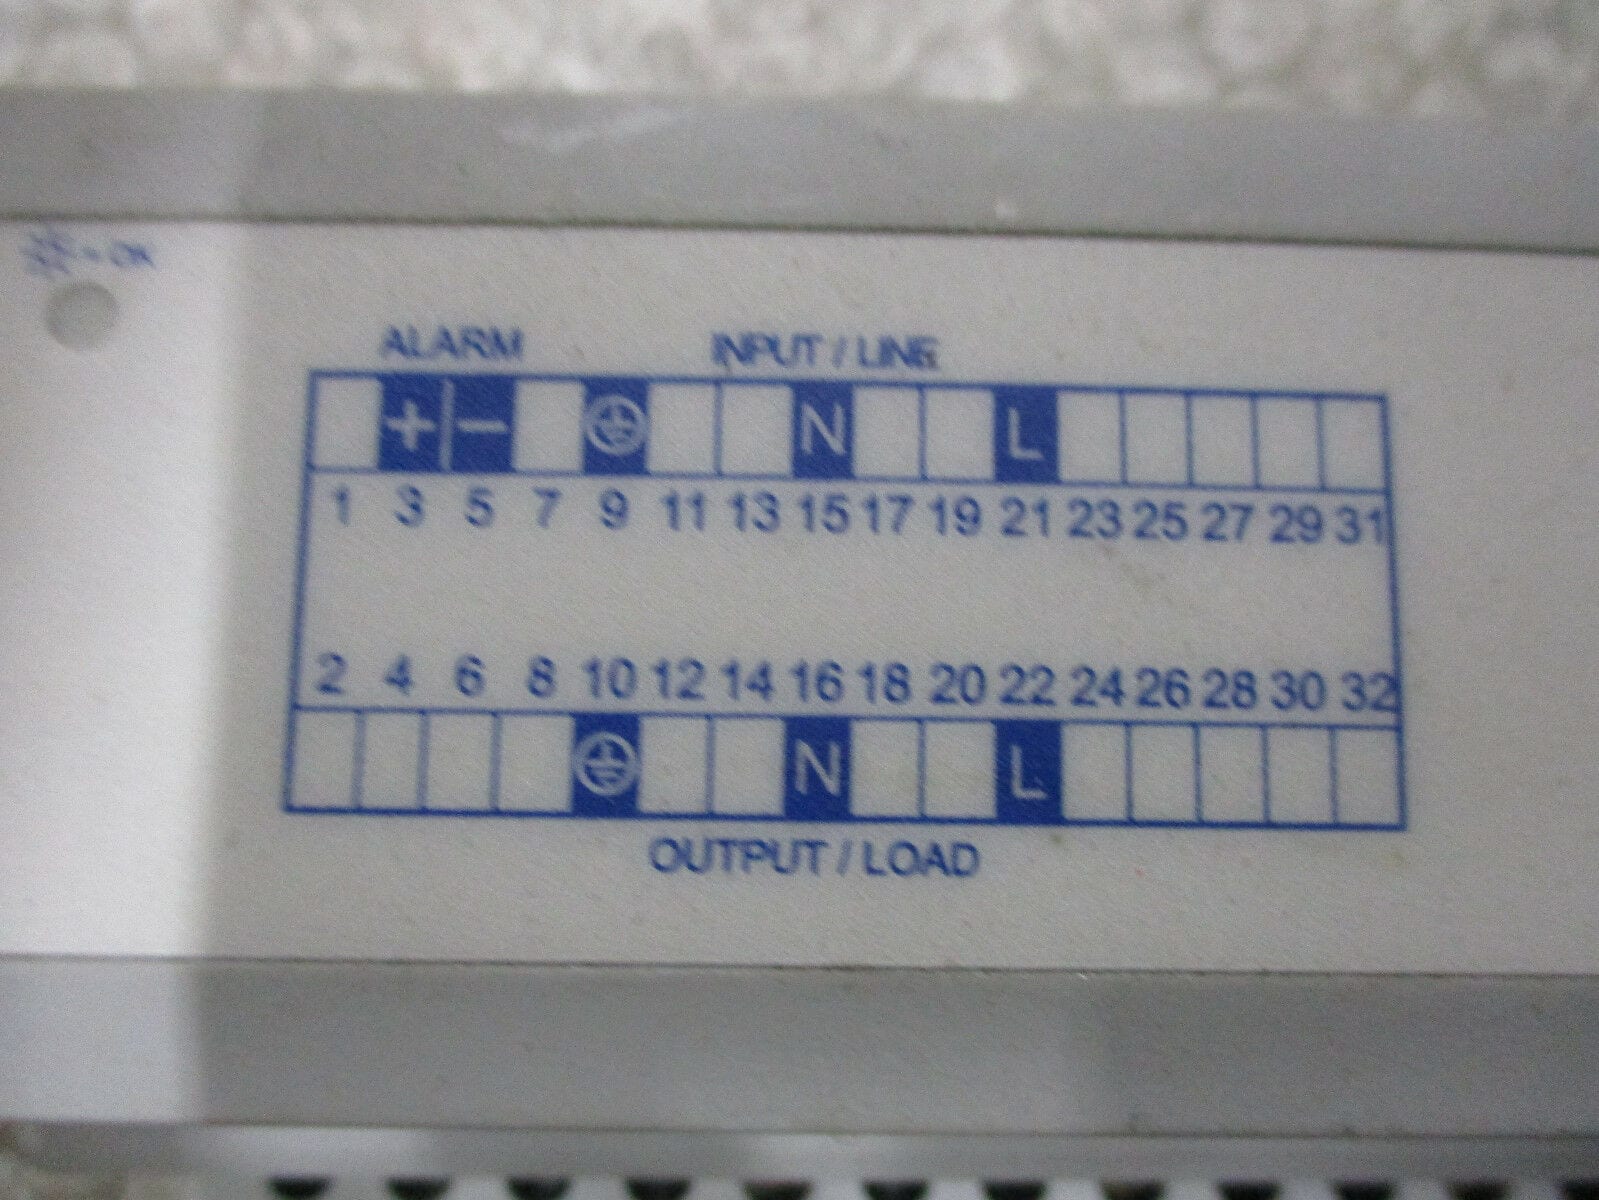 = OK
ALARM INPUT / LINE
+ - N L
1 3 5 7 9 11 13 15 17 19 21 23 25 27 29 31
2 4 6 8 10 12 14 16 18 20 22 24 26 28 30 32
N L
OUTPUT / LOAD